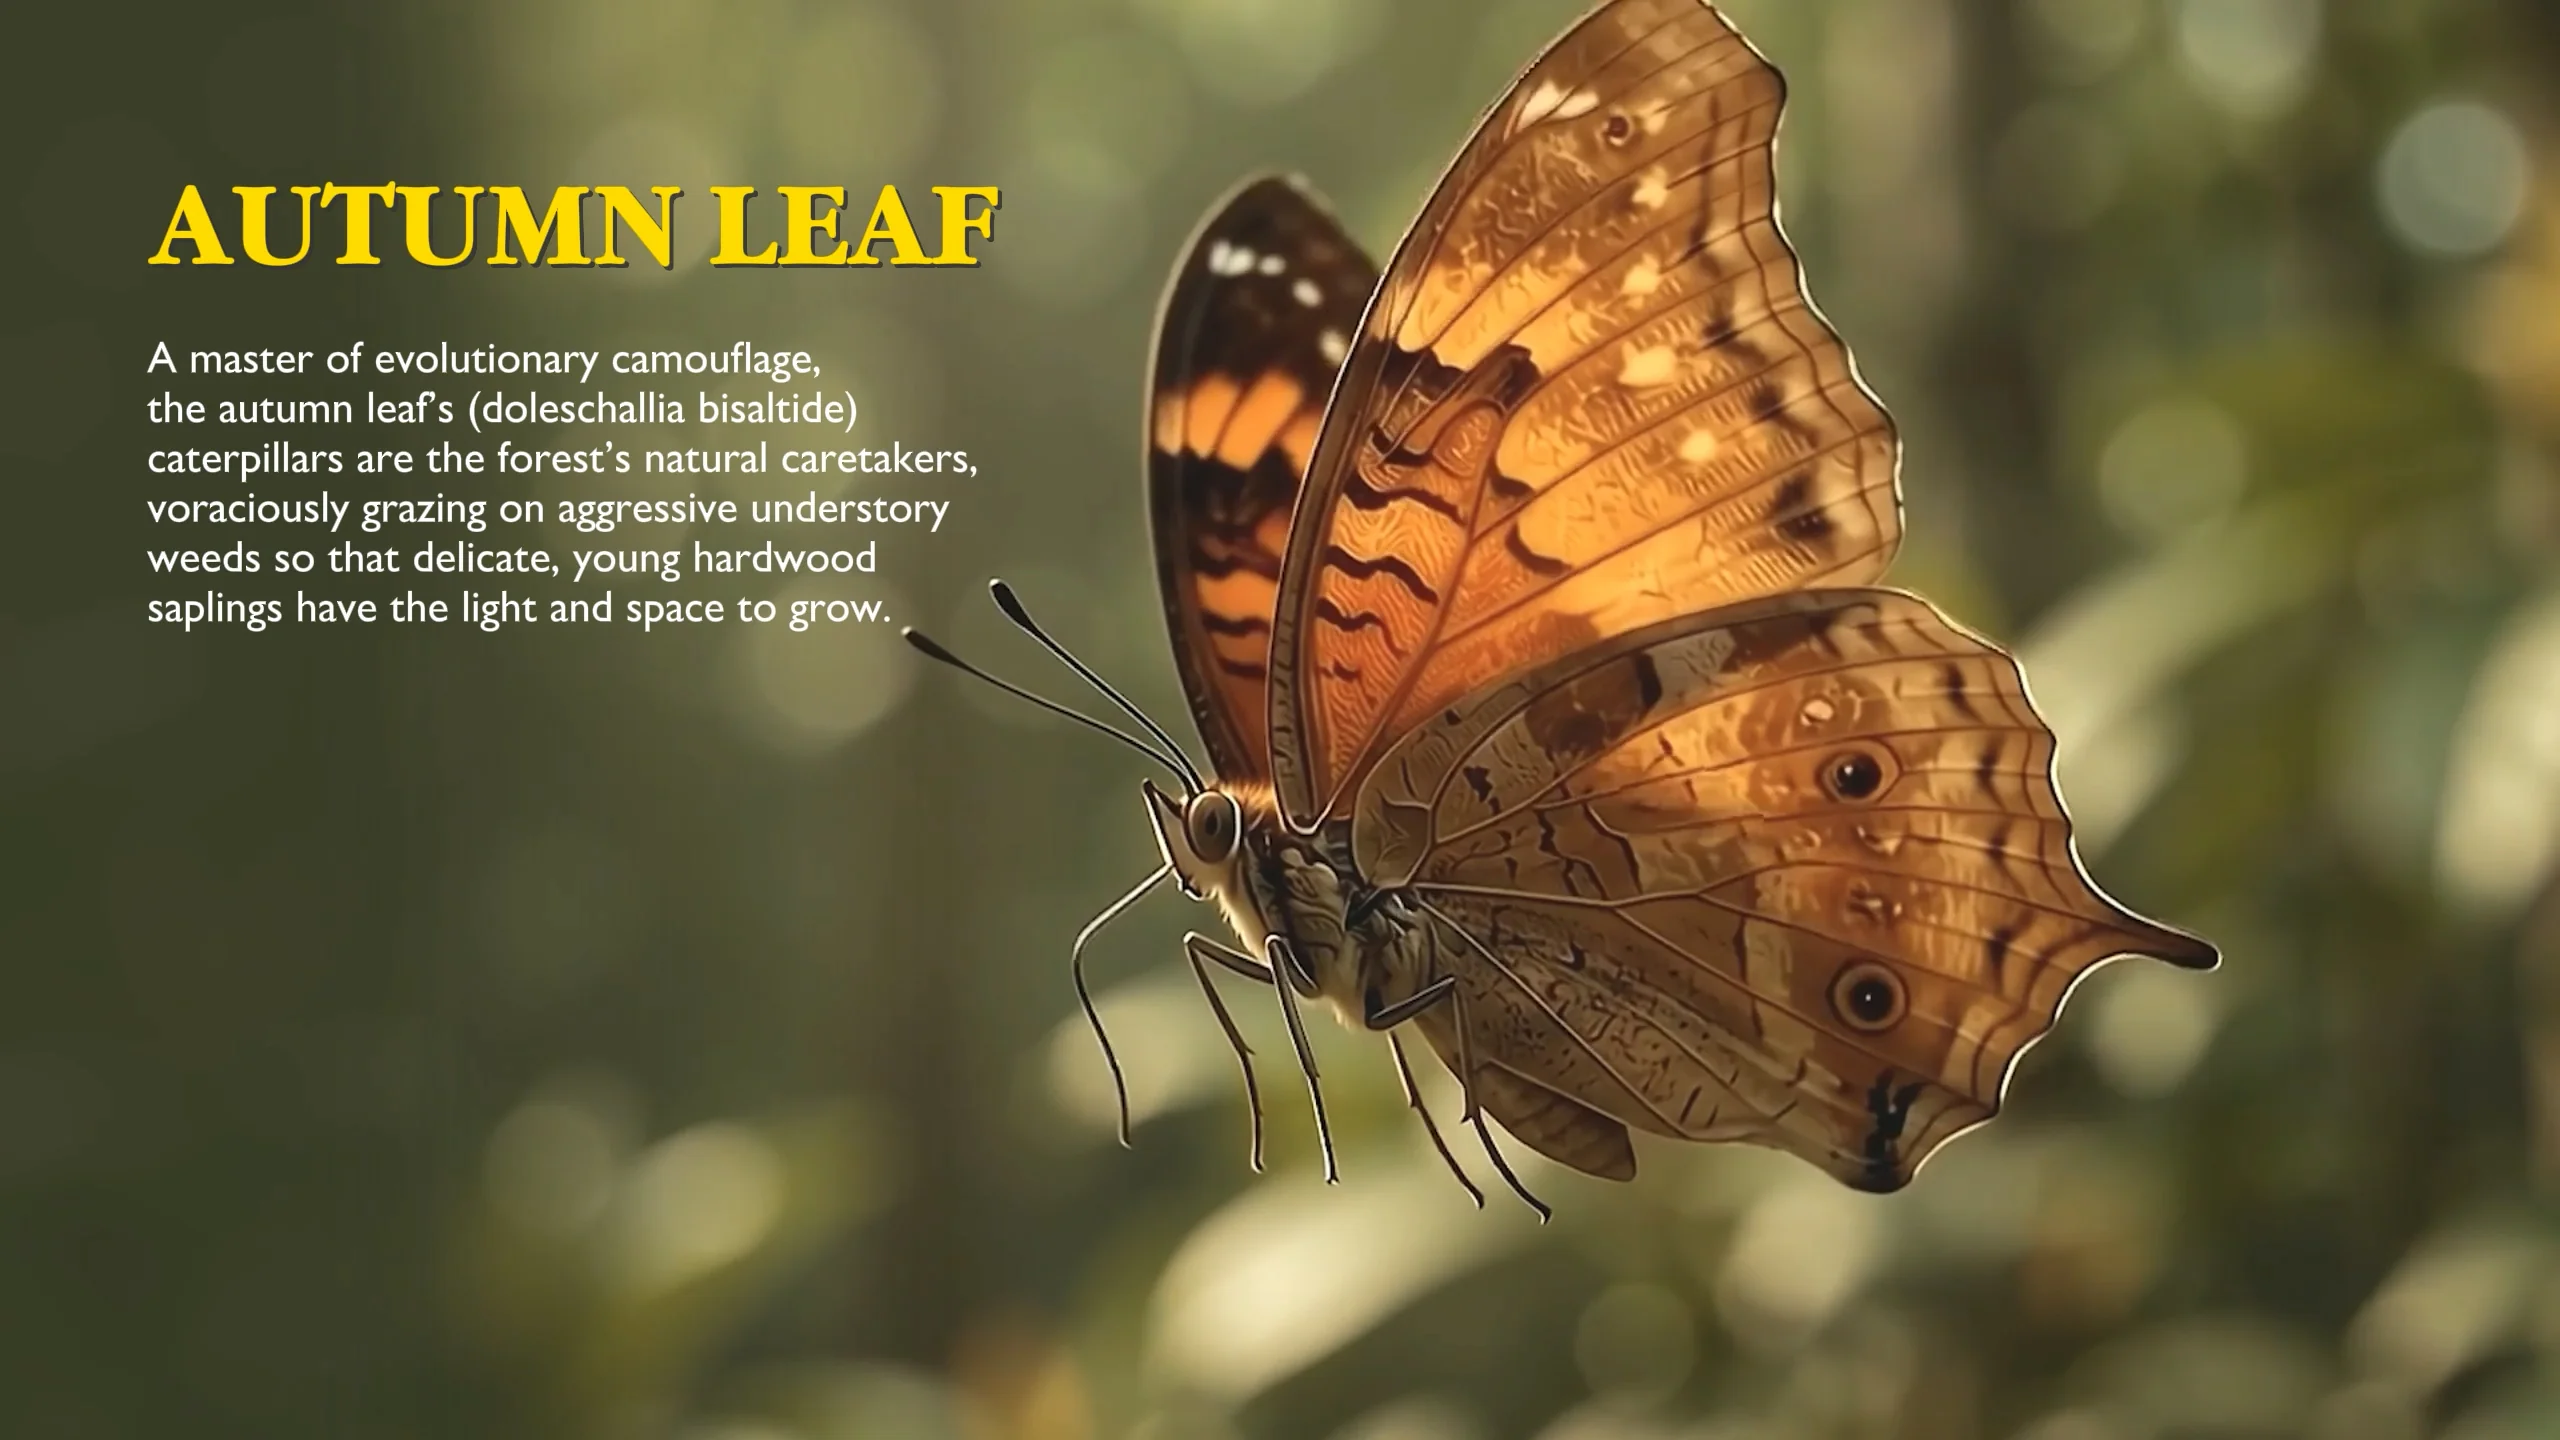 AUTUMN LEAF
A master of evolutionary camouflage,
the autumn leaf’s (doleschallia bisaltide)
caterpillars are the forest’s natural caretakers,
voraciously grazing on aggressive understory
weeds so that delicate, young hardwood
saplings have the light and space to grow.